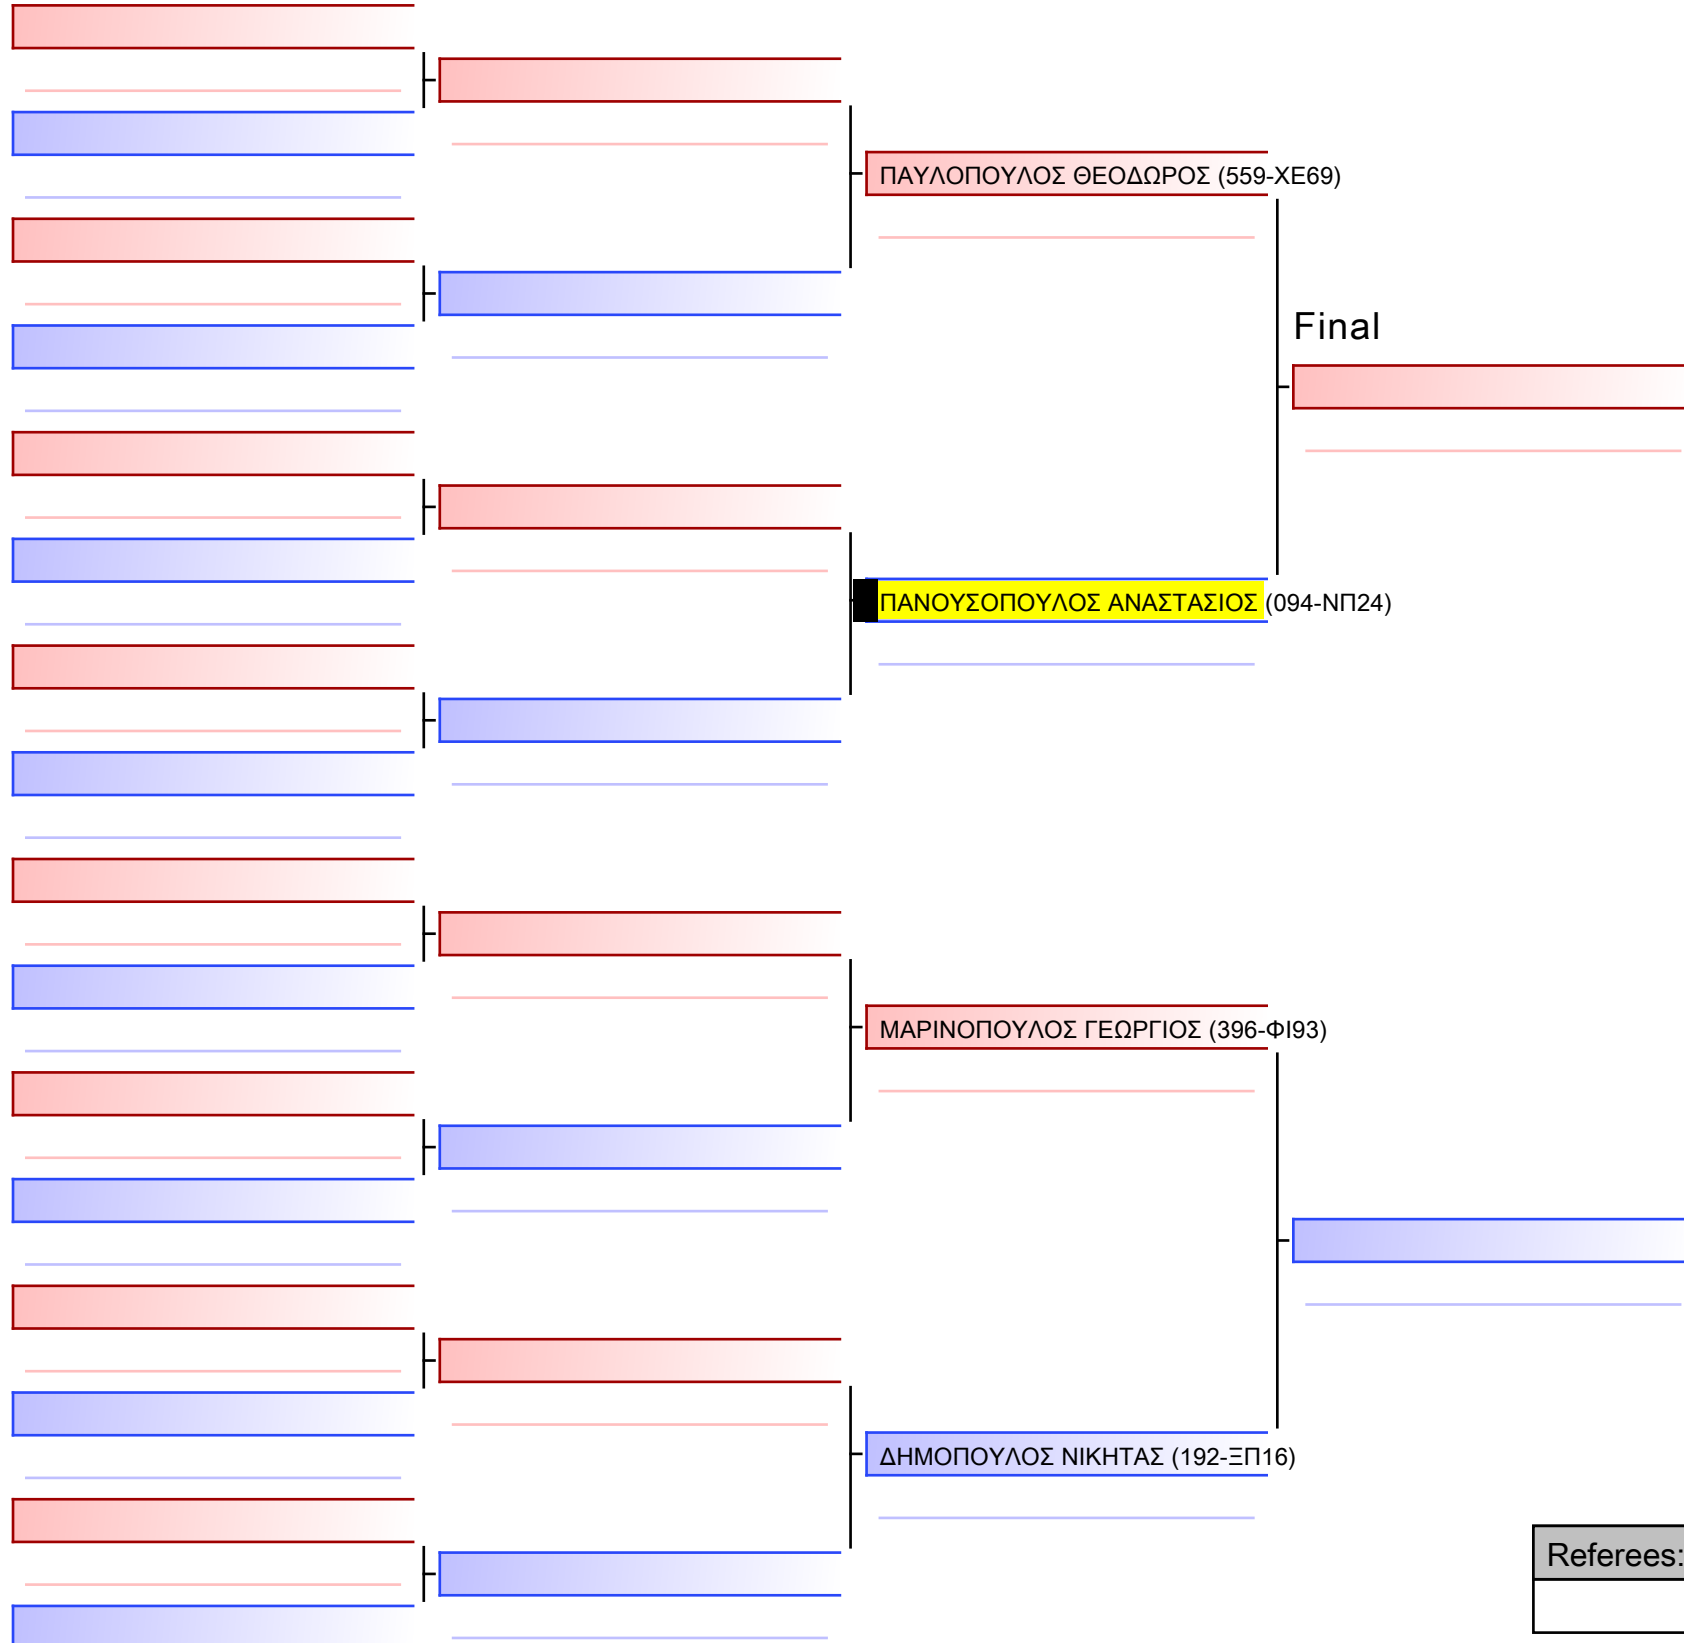 ΠΑΥΛΟΠΟΥΛΟΣ ΘΕΟΔΩΡΟΣ (559-ΧΕ69)
Final
ΠΑΝΟΥΣΟΠΟΥΛΟΣ ΑΝΑΣΤΑΣΙΟΣ (094-ΝΠ24)
ΜΑΡΙΝΟΠΟΥΛΟΣ ΓΕΩΡΓΙΟΣ (396-ΦΙ93)
ΔΗΜΟΠΟΥΛΟΣ ΝΙΚΗΤΑΣ (192-ΞΠ16)
Referees: